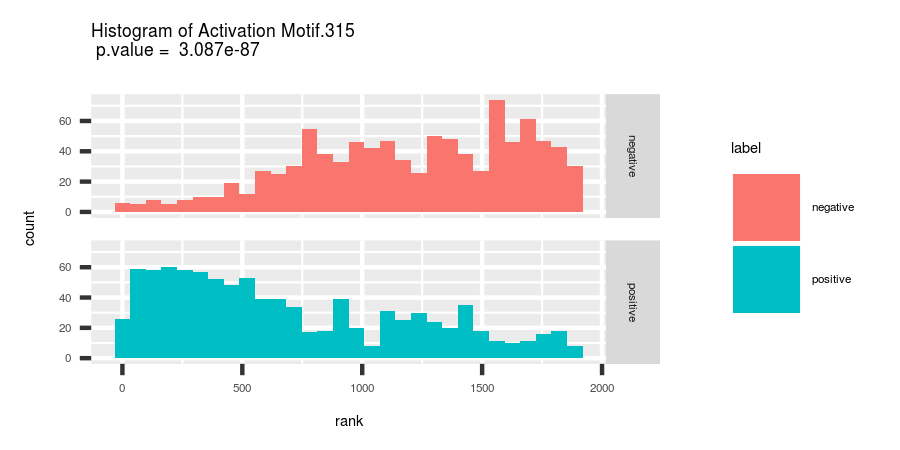 Histogram of Activation Motif.315
p.value = 3.087e-87
count
60
40
20
0
negative
60
40
20
0
positive
0
500
1000
1500
2000
rank
label
negative
positive